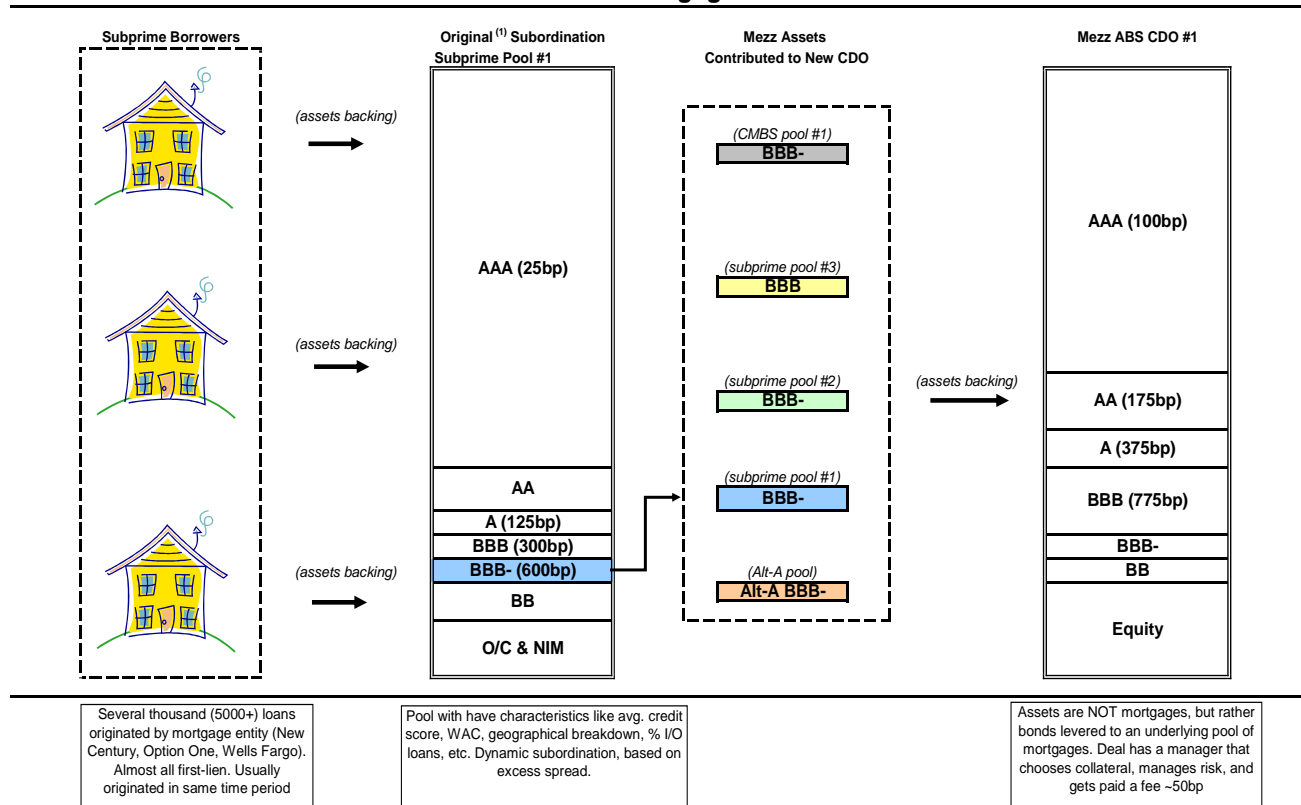 Subprime Borrowers
Original (1) Subordination
Subprime Pool #1
Mezz Assets
Contributed to New CDO
Mezz ABS CDO #1
(assets backing)
(assets backing)
(assets backing)
AAA (25bp)
AA
A (125bp)
BBB (300bp)
BBB- (600bp)
BB
O/C & NIM
(CMBS pool #1)
BBB-
(subprime pool #3)
BBB
(subprime pool #2)
BBB-
(subprime pool #1)
BBB-
(Alt-A pool)
Alt-A BBB-
(assets backing)
AAA (100bp)
AA (175bp)
A (375bp)
BBB (775bp)
BBB-
BB
Equity
Several thousand (5000+) loans
originated by mortgage entity (New
Century, Option One, Wells Fargo).
Almost all first-lien. Usually
originated in same time period
Pool with have characteristics like avg. credit
score, WAC, geographical breakdown, % I/O
loans, etc. Dynamic subordination, based on
excess spread.
Assets are NOT mortgages, but rather
bonds levered to an underlying pool of
mortgages. Deal has a manager that
chooses collateral, manages risk, and
gets paid a fee ~50bp